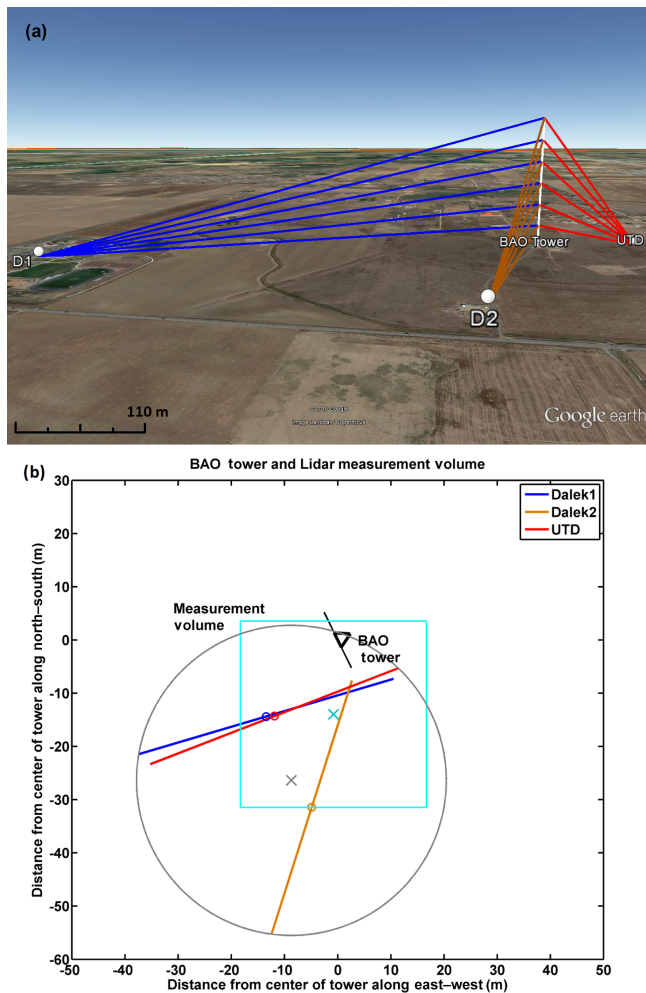 (a)
D1
BAO Tower
UTD
D2
110 m
Google earth
(b)
BAO tower and Lidar measurement volume
30
20
10
0
-10
-20
-30
-40
-50
-60
Distance from center of tower along north–south (m)
Dalek1
Dalek2
UTD
Measurement
volume
BAO
tower
-50
-40
-30
-20
-10
0
10
20
30
40
50
Distance from center of tower along east–west (m)